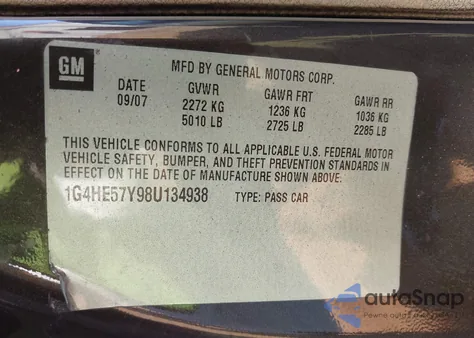 GM
MFD BY GENERAL MOTORS CORP.
DATE GVWR GAWR FRT GAWR RR
09/07 2272 KG 1236 KG 1036 KG
5010 LB 2725 LB 2285 LB
THIS VEHICLE CONFORMS TO ALL APPLICABLE U.S. FEDERAL MOTOR
VEHICLE SAFETY, BUMPER, AND THEFT PREVENTION STANDARDS IN
EFFECT ON THE DATE OF MANUFACTURE SHOWN ABOVE.
1G4HE57Y98U134938 TYPE: PASS CAR
autoSnap
Pewne auto z